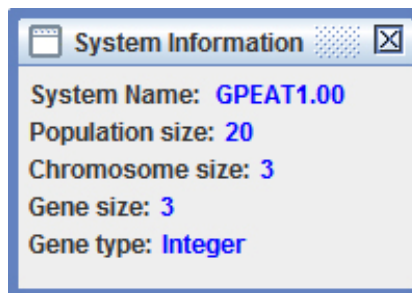 System Information
System Name: GPEAT1.00
Population size: 20
Chromosome size: 3
Gene size: 3
Gene type: Integer